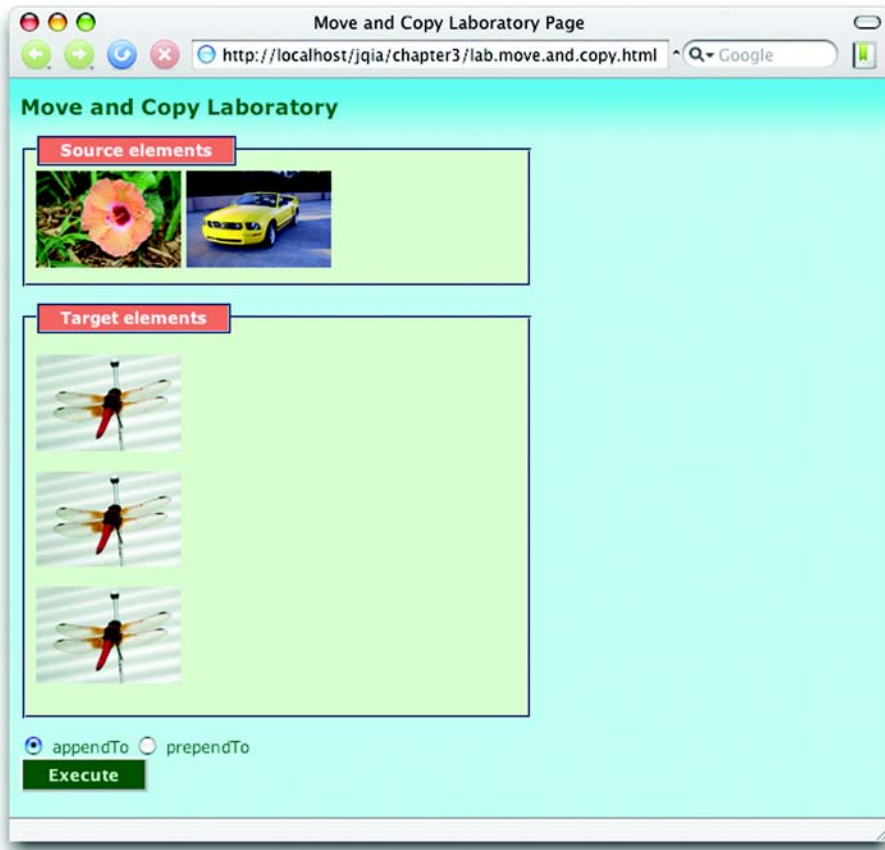 Move and Copy Laboratory Page
http://localhost/jqia/chapter3/lab.move.and.copy.html
Google
Move and Copy Laboratory
Source elements
Target elements
appendTo prependTo
Execute